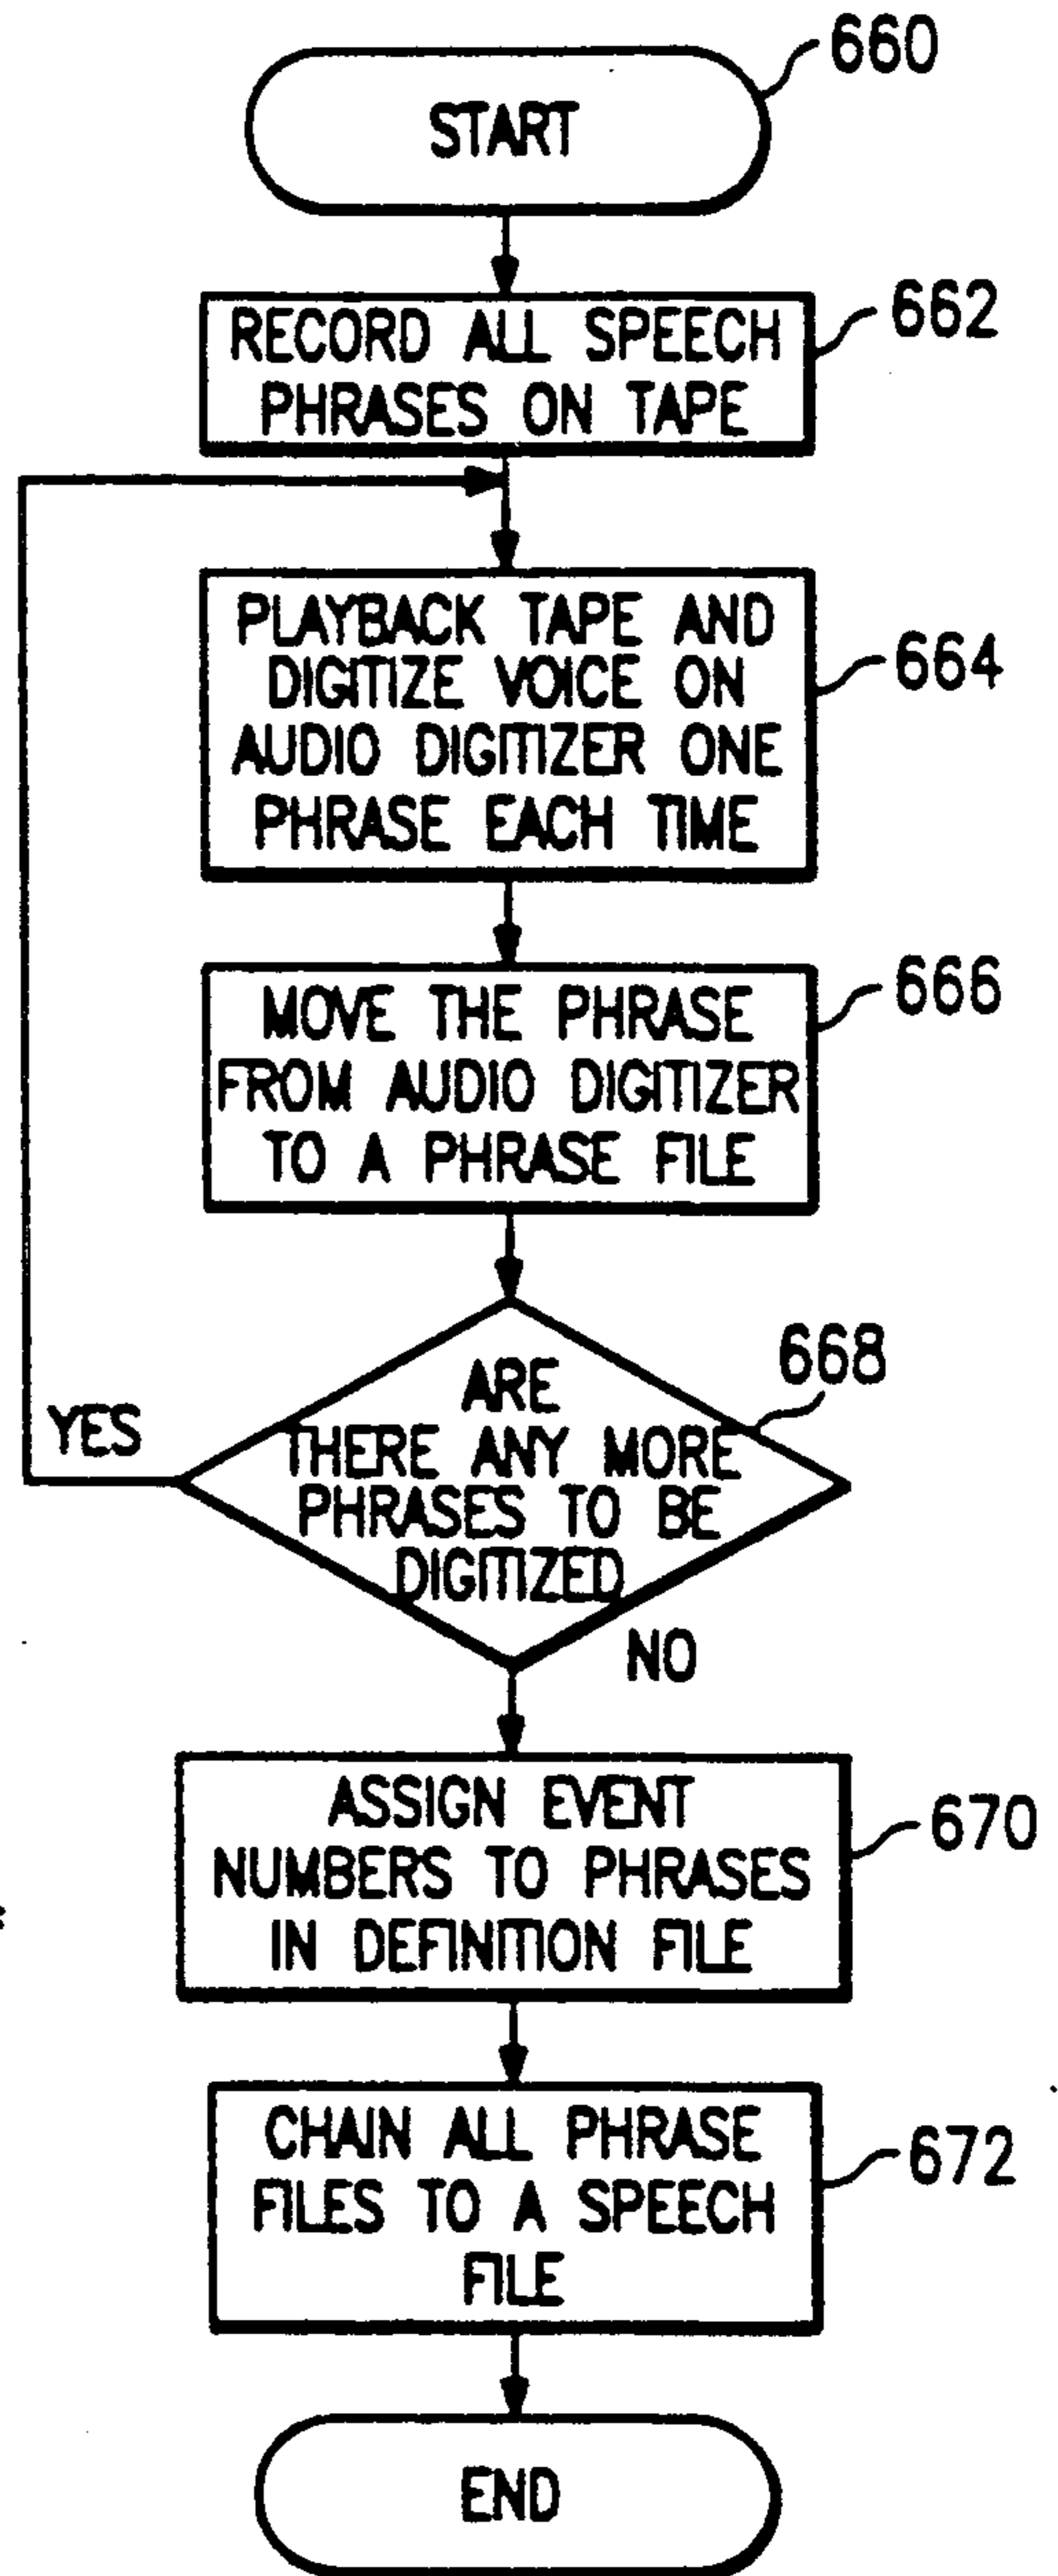 660
START
662
RECORD ALL SPEECH
PHRASES ON TAPE
664
PLAYBACK TAPE AND
DIGITIZE VOICE ON
AUDIO DIGITIZER ONE
PHRASE EACH TIME
666
MOVE THE PHRASE
FROM AUDIO DIGITIZER
TO A PHRASE FILE
668
ARE
THERE ANY MORE
PHRASES TO BE
DIGITIZED
YES
NO
670
ASSIGN EVENT
NUMBERS TO PHRASES
IN DEFINITION FILE
672
CHAIN ALL PHRASE
FILES TO A SPEECH
FILE
END